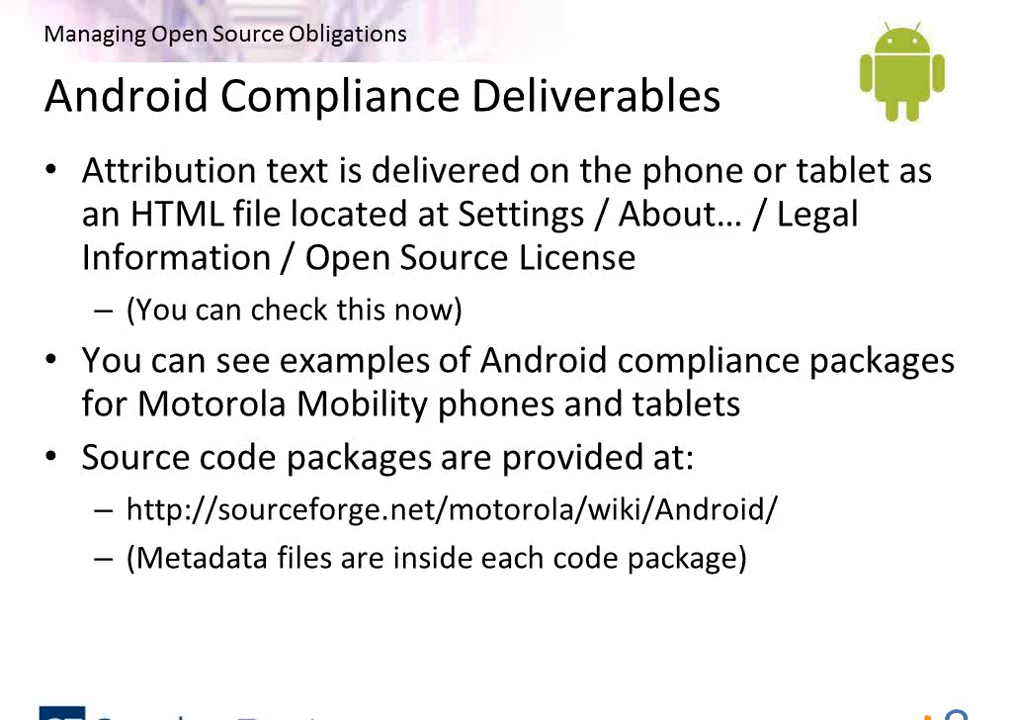 Managing Open Source Obligations
Android Compliance Deliverables
• Attribution text is delivered on the phone or tablet as
an HTML file located at Settings / About… / Legal
Information / Open Source License
– (You can check this now)
• You can see examples of Android compliance packages
for Motorola Mobility phones and tablets
• Source code packages are provided at:
– http://sourceforge.net/motorola/wiki/Android/
– (Metadata files are inside each code package)